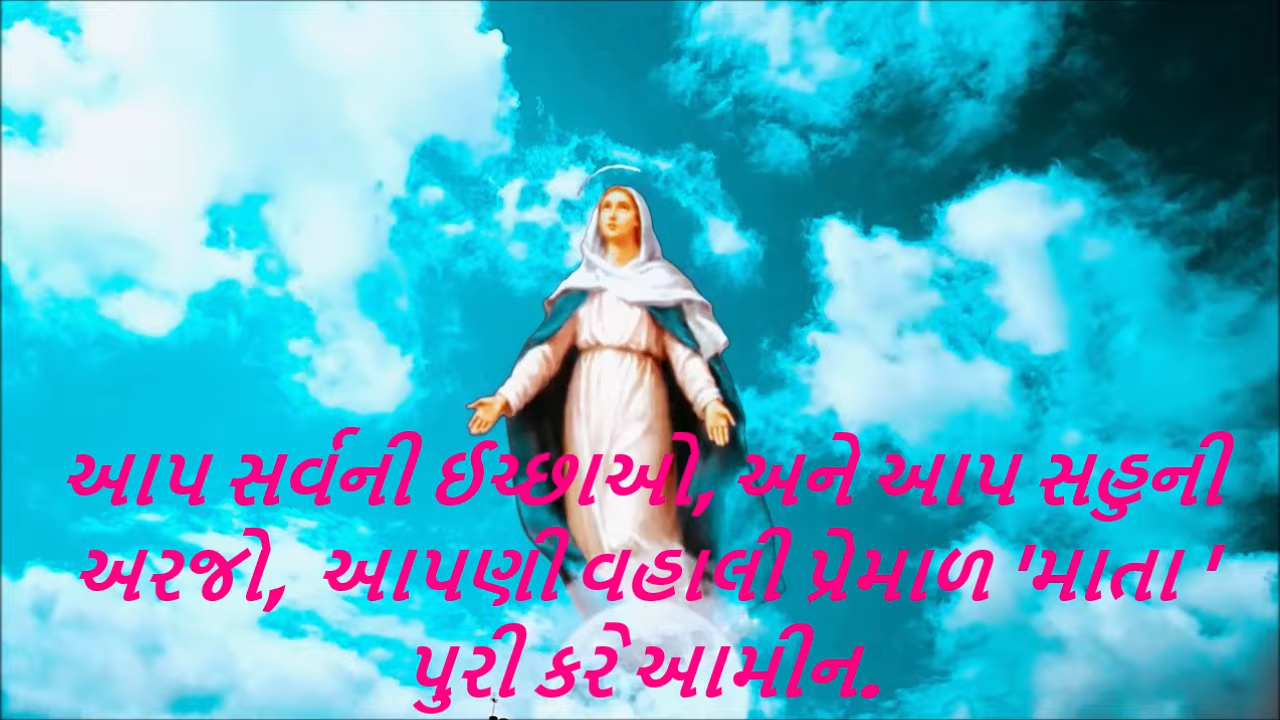 આપ સર્વની ઈચ્છાઓ, અને આપ સહુની
અરજો, આપણી વહાલી પ્રેમાળ 'માતા '
પુરી કરે આમીન.